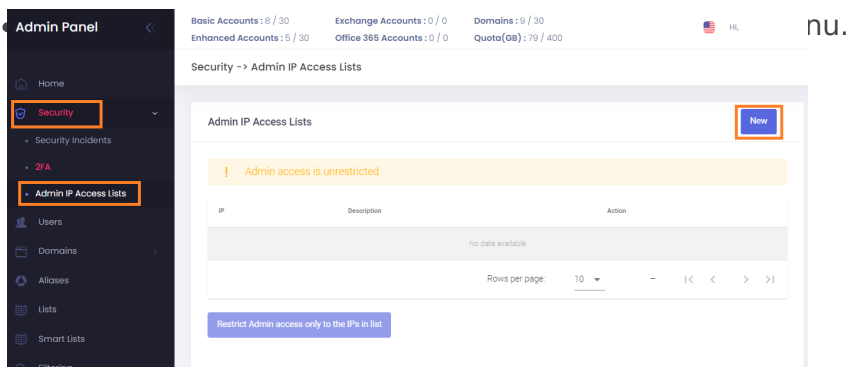 Admin Panel
Basic Accounts : 8 / 30 Exchange Accounts : 0 / 0 Domains : 9 / 30
Enhanced Accounts : 5 / 30 Office 365 Accounts : 0 / 0 Quota(GB) : 79 / 400
Hi,
nu.
Security -> Admin IP Access Lists
Home
Security
Security Incidents
2FA
Admin IP Access Lists
Users
Domains
Aliases
Lists
Smart Lists
Filtering
Admin IP Access Lists
New
! Admin access is unrestricted
IP Description Action
No data available
Rows per page: 10 –
Restrict Admin access only to the IPs in list